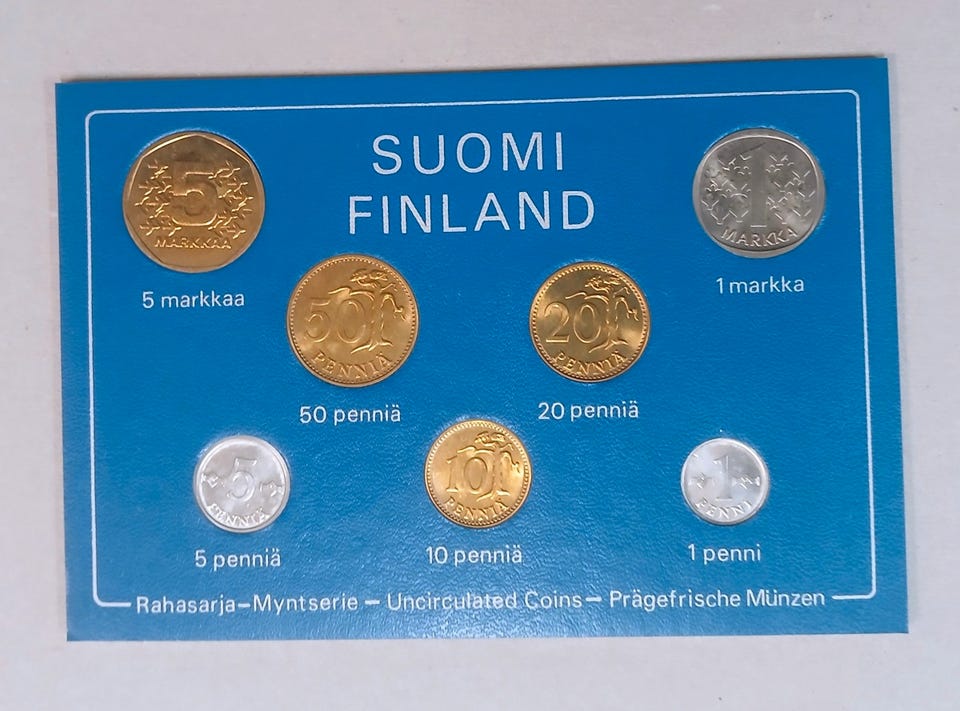 SUOMI
FINLAND
5
MARKKAA
5 markkaa
1
MARKKA
1 markka
50
PENNIÄ
50 penniä
20
PENNIÄ
20 penniä
5
PENNIÄ
5 penniä
10
PENNIÄ
10 penniä
1
PENNI
1 penni
Rahasarja – Myntserie – Uncirculated Coins – Prägefrische Münzen